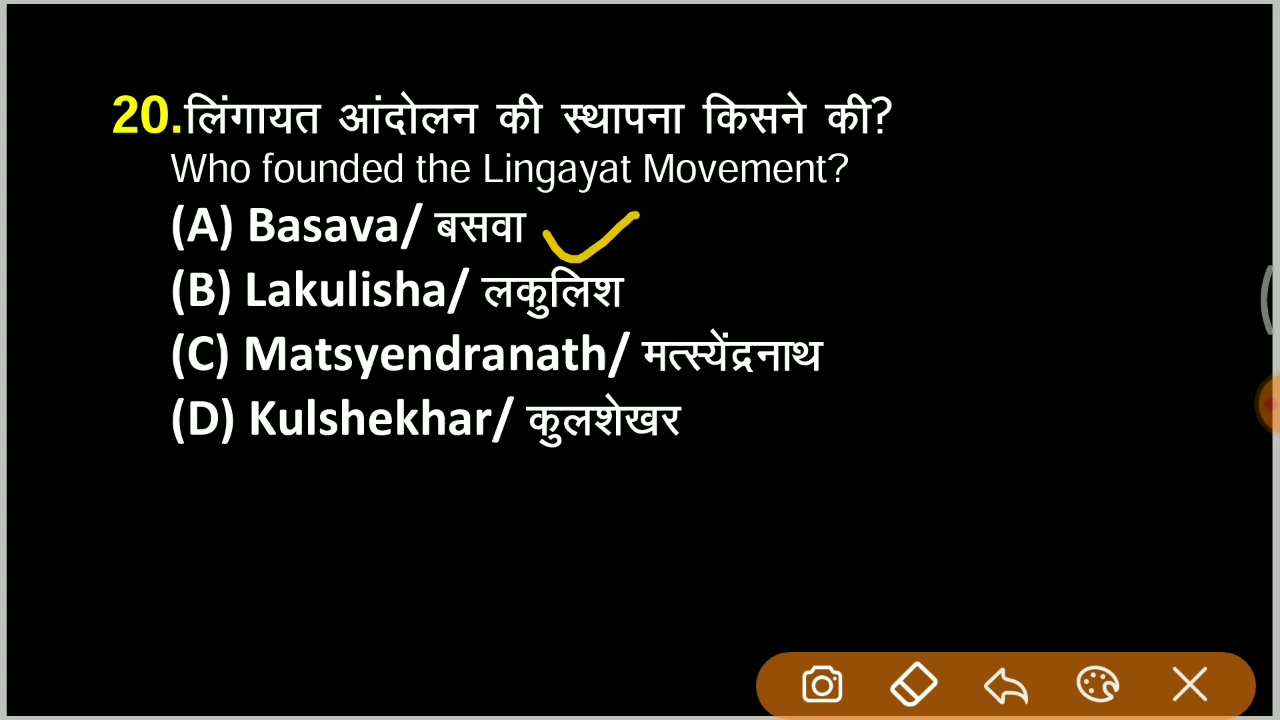 20.लिंगायत आंदोलन की स्थापना किसने की?
Who founded the Lingayat Movement?
(A) Basava/ बसवा
(B) Lakulisha/ लकुलिश
(C) Matsyendranath/ मत्स्येंद्रनाथ
(D) Kulshekhar/ कुलशेखर